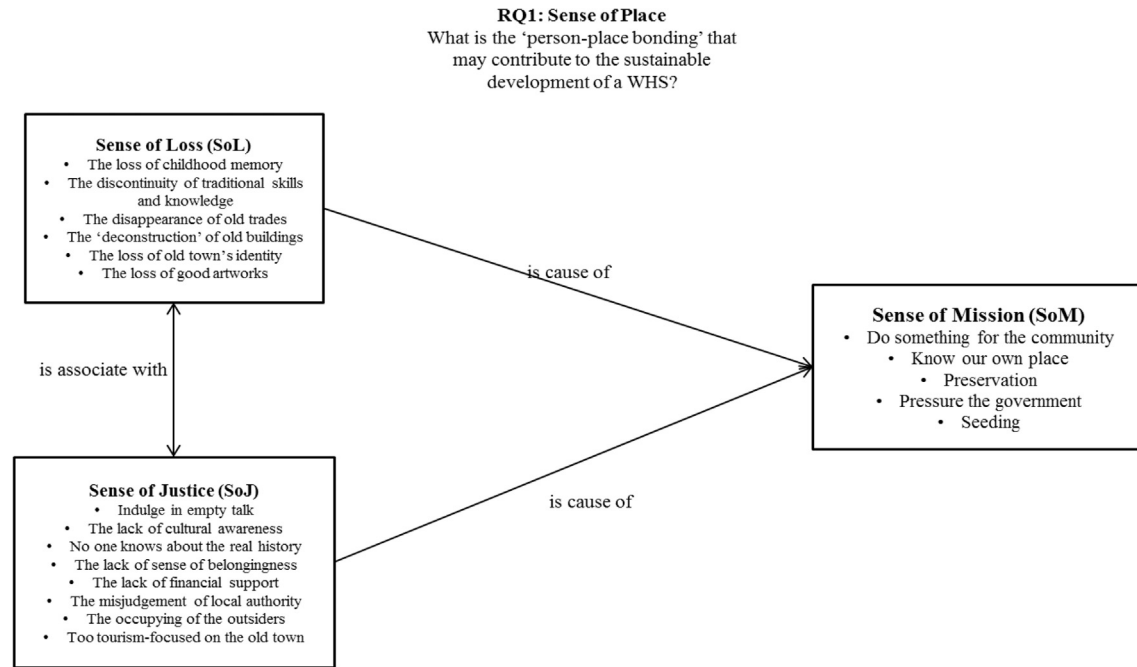 RQ1: Sense of Place
What is the ‘person-place bonding’ that
may contribute to the sustainable
development of a WHS?
Sense of Loss (SoL)
• The loss of childhood memory
• The discontinuity of traditional skills
and knowledge
• The disappearance of old trades
• The ‘deconstruction’ of old buildings
• The loss of old town’s identity
• The loss of good artworks
is cause of
Sense of Mission (SoM)
• Do something for the community
• Know our own place
• Preservation
• Pressure the government
• Seeding
is associate with
Sense of Justice (SoJ)
• Indulge in empty talk
• The lack of cultural awareness
• No one knows about the real history
• The lack of sense of belongingness
• The lack of financial support
• The misjudgement of local authority
• The occupying of the outsiders
• Too tourism-focused on the old town
is cause of